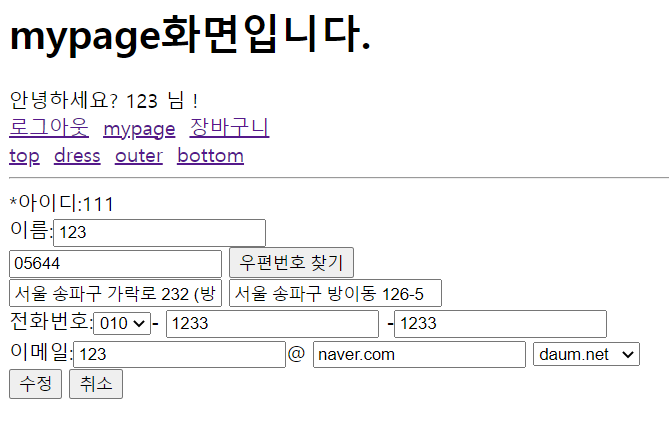 mypage화면입니다.
안녕하세요? 123 님 !
로그아웃 mypage 장바구니
top dress outer bottom
*아이디:111
이름:123
05644 우편번호 찾기
서울 송파구 가락로 232 (방 서울 송파구 방이동 126-5
전화번호:010 - 1233 -1233
이메일:123@ naver.com daum.net
수정 취소